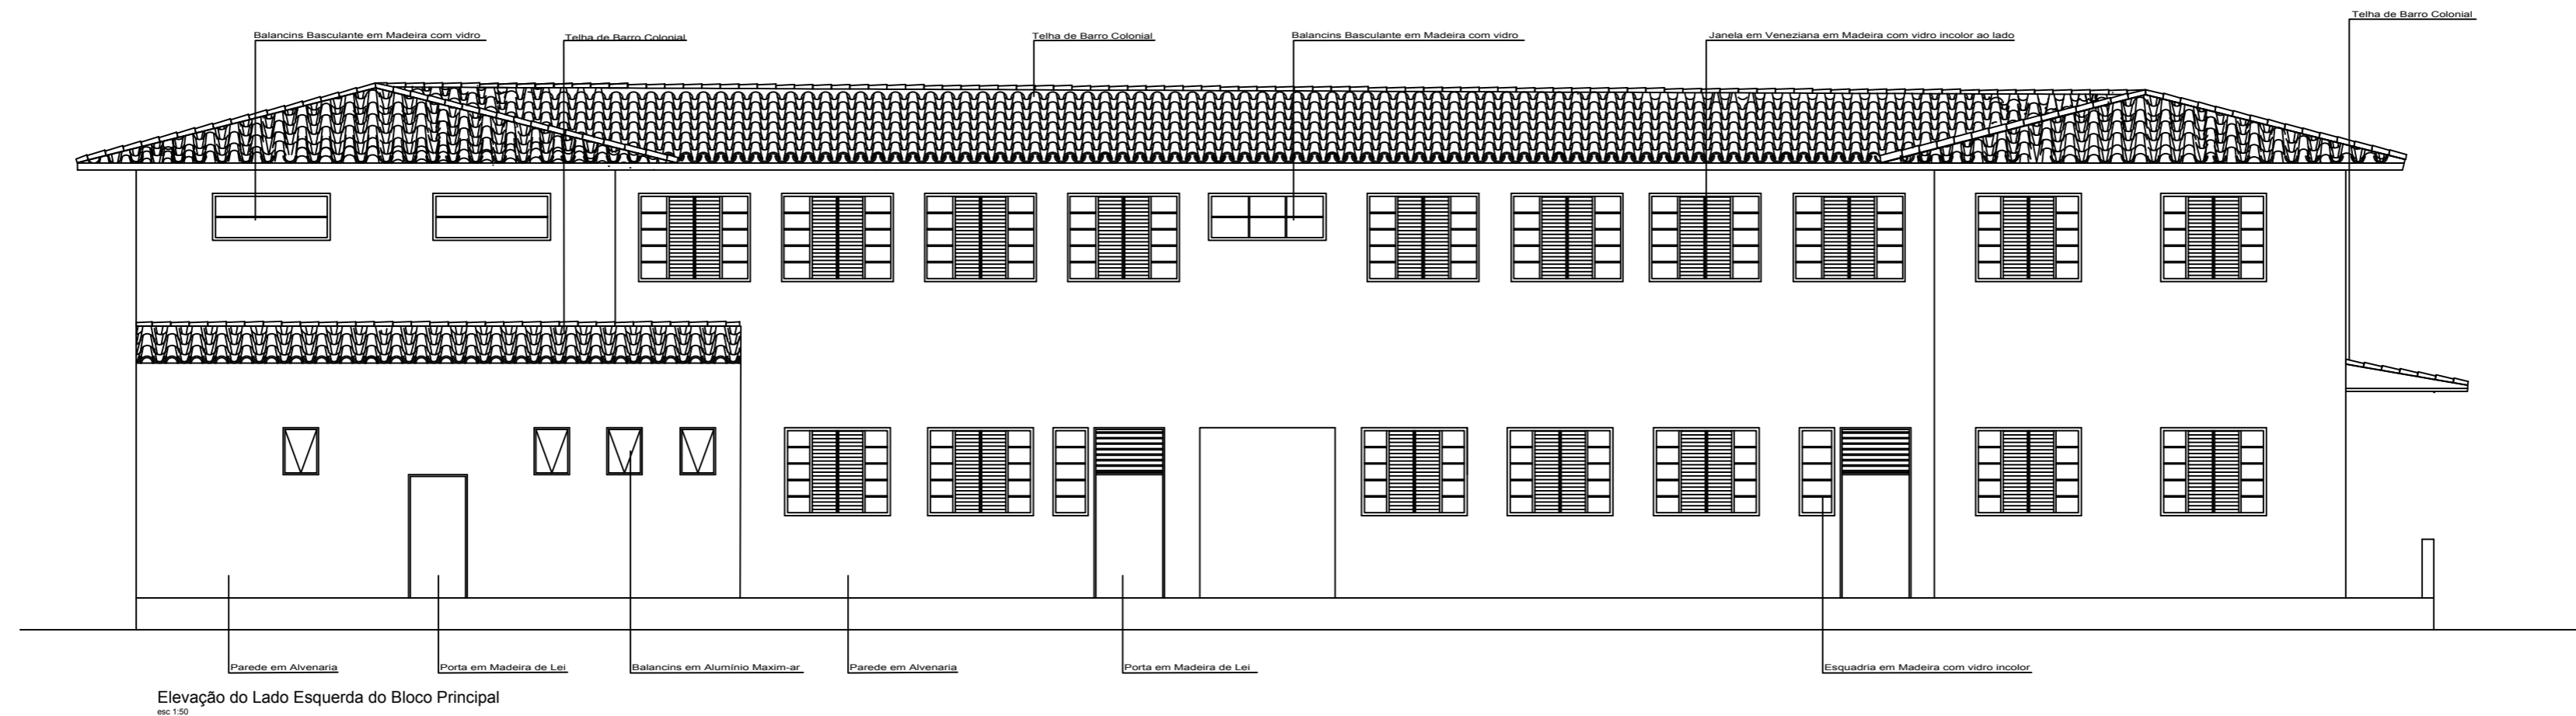 Telha de Barro Colonial
Balancins Basculante em Madeira com vidro
Telha de Barro Colonial
Telha de Barro Colonial
Balancins Basculante em Madeira com vidro
Janela em Veneziana em Madeira com vidro incolor ao lado
Parede em Alvenaria
Porta em Madeira de Lei
Balancins em Alumínio Maxim-ar
Parede em Alvenaria
Porta em Madeira de Lei
Esquadria em Madeira com vidro incolor
Elevação do Lado Esquerda do Bloco Principal
esc 1:50